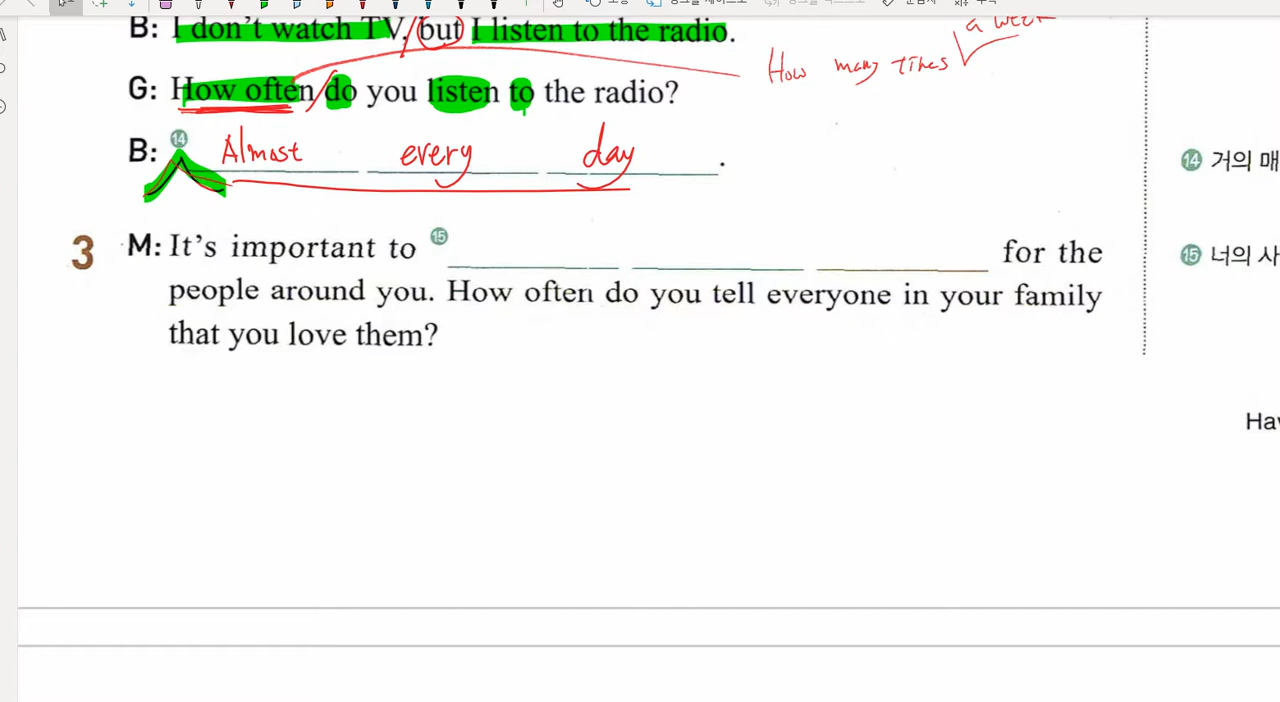 B: I don't watch TV, but I listen to the radio.
a week
How many times
G: How often do you listen to the radio?
B: ⑭ Almost every day.
⑭ 거의 매
3 M: It's important to ⑮ for the
⑮ 너의 사
people around you. How often do you tell everyone in your family
that you love them?
Hav